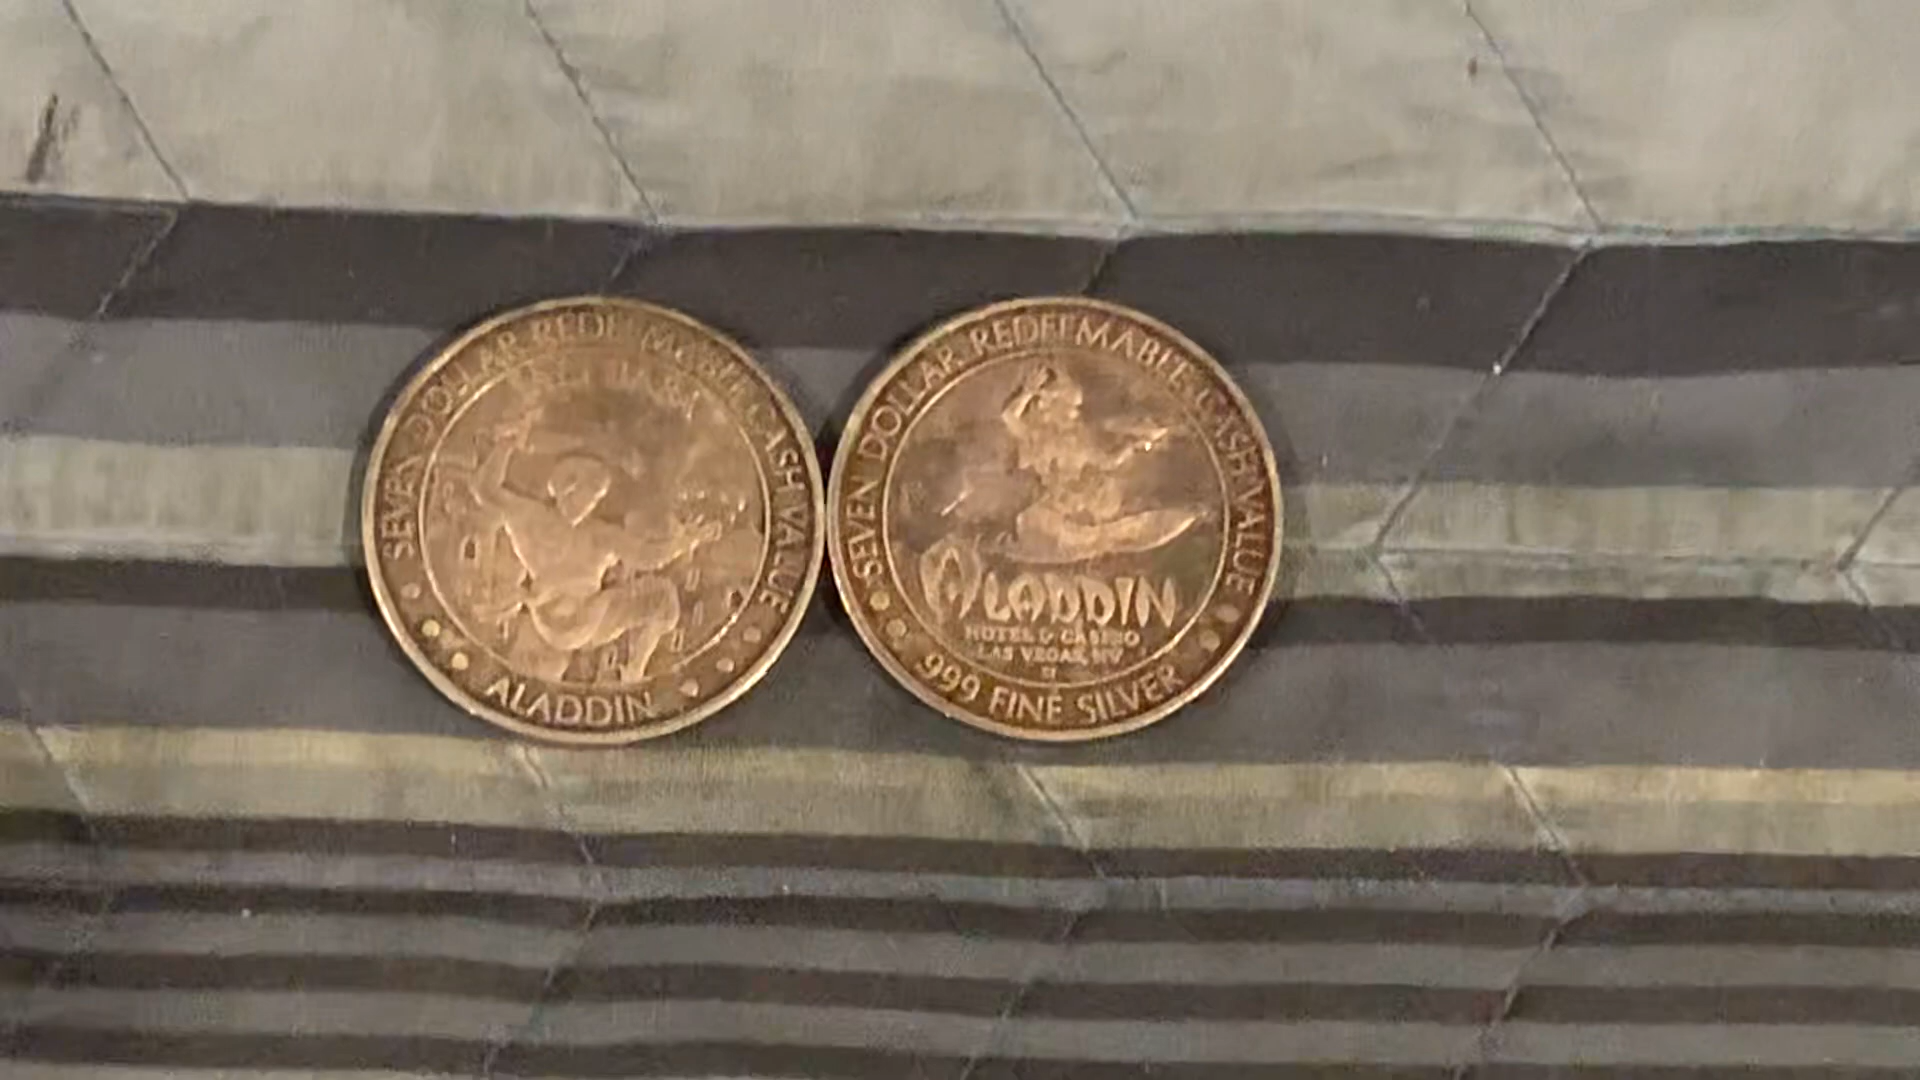 SEVEN DOLLAR REDEEMABLE CASH VALUE
ALADDIN
SEVEN DOLLAR REDEEMABLE CASH VALUE
ALADDIN
HOTEL & CASINO
LAS VEGAS, NV
.999 FINE SILVER